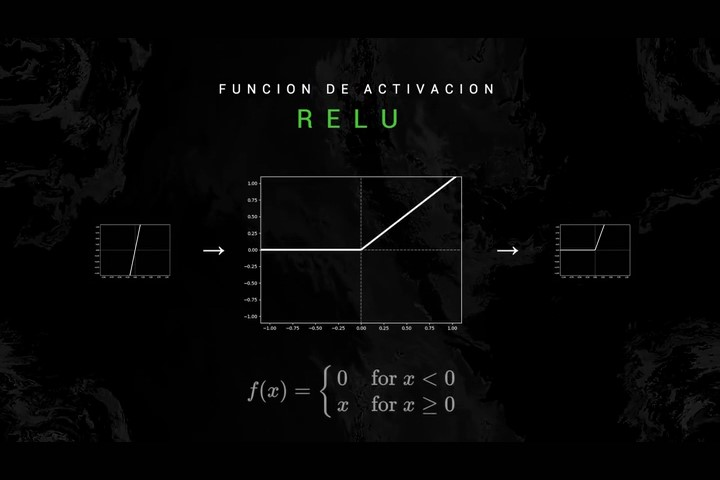 FUNCION DE ACTIVACION
RELU
1.00
0.75
0.50
0.25
0.00
−0.25
−0.50
−0.75
−1.00
−1.00 −0.75 −0.50 −0.25 0.00 0.25 0.50 0.75 1.00
f(x) = { 0 for x < 0
x for x ≥ 0